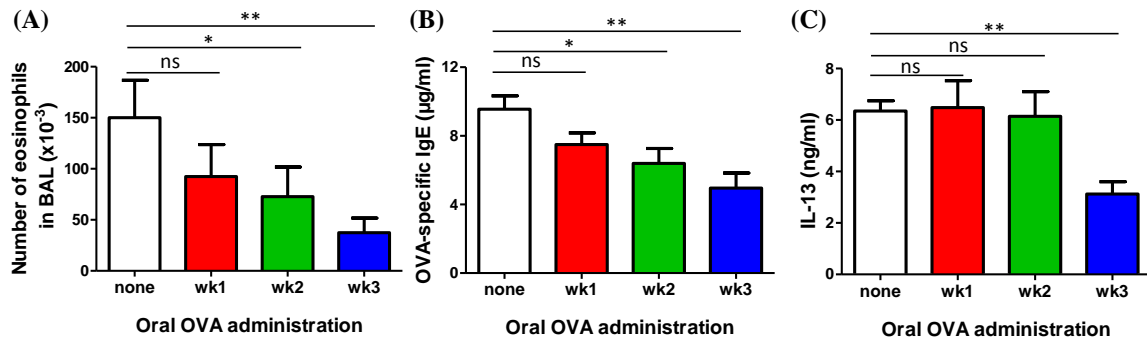 (A)
**
*
ns
Number of eosinophils
in BAL (x10-3)
200
150
100
50
0
none wk1 wk2 wk3
Oral OVA administration
(B)
**
*
ns
OVA-specific IgE (µg/ml)
12
8
4
0
none wk1 wk2 wk3
Oral OVA administration
(C)
**
ns
ns
IL-13 (ng/ml)
8
6
4
2
0
none wk1 wk2 wk3
Oral OVA administration